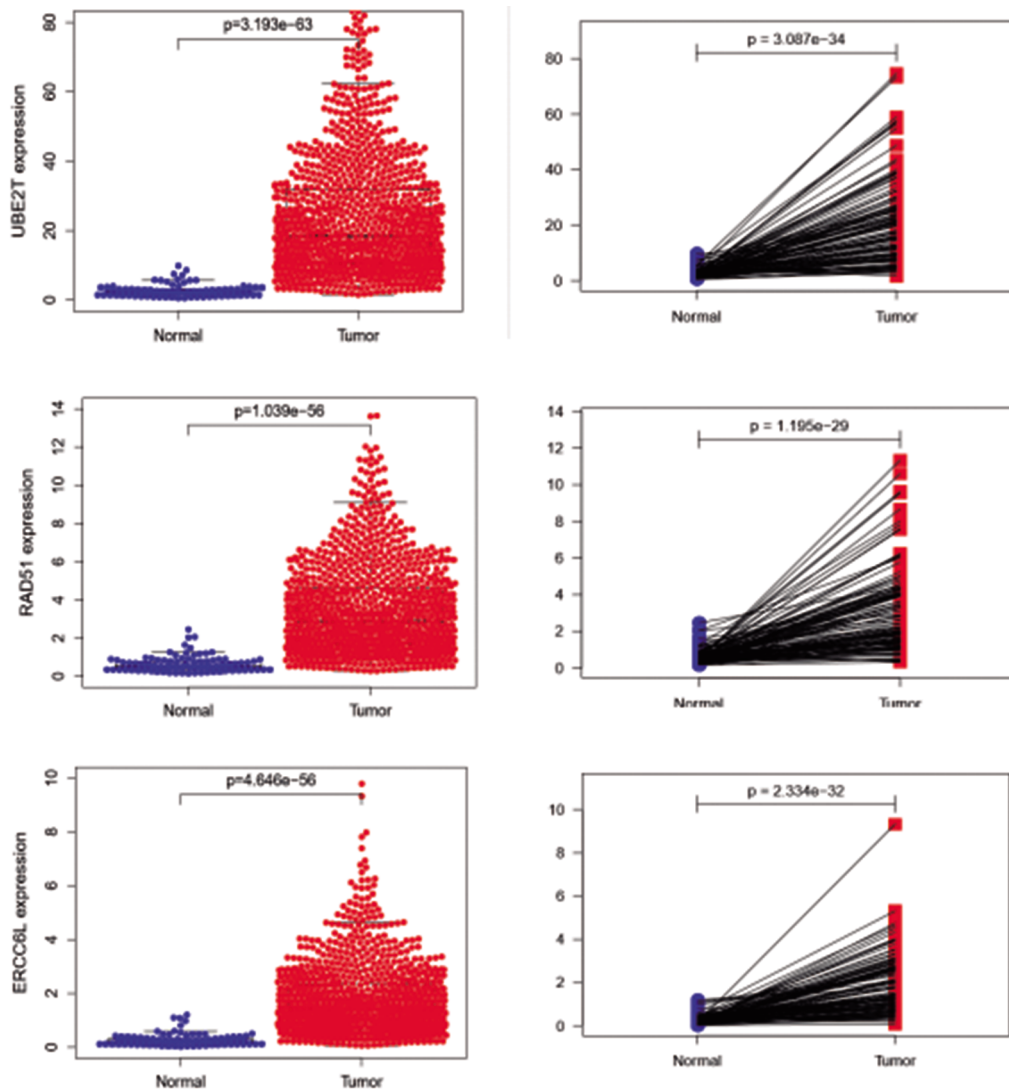 UBE2T expression
80
60
40
20
0
p=3.193e−63
Normal Tumor
80
60
40
20
0
p = 3.087e−34
Normal Tumor
RAD51 expression
14
12
10
8
6
4
2
0
p=1.039e−56
Normal Tumor
14
12
10
8
6
4
2
0
p = 1.195e−29
Normal Tumor
ERCC6L expression
10
8
6
4
2
0
p=4.646e−56
Normal Tumor
10
8
6
4
2
0
p = 2.334e−32
Normal Tumor